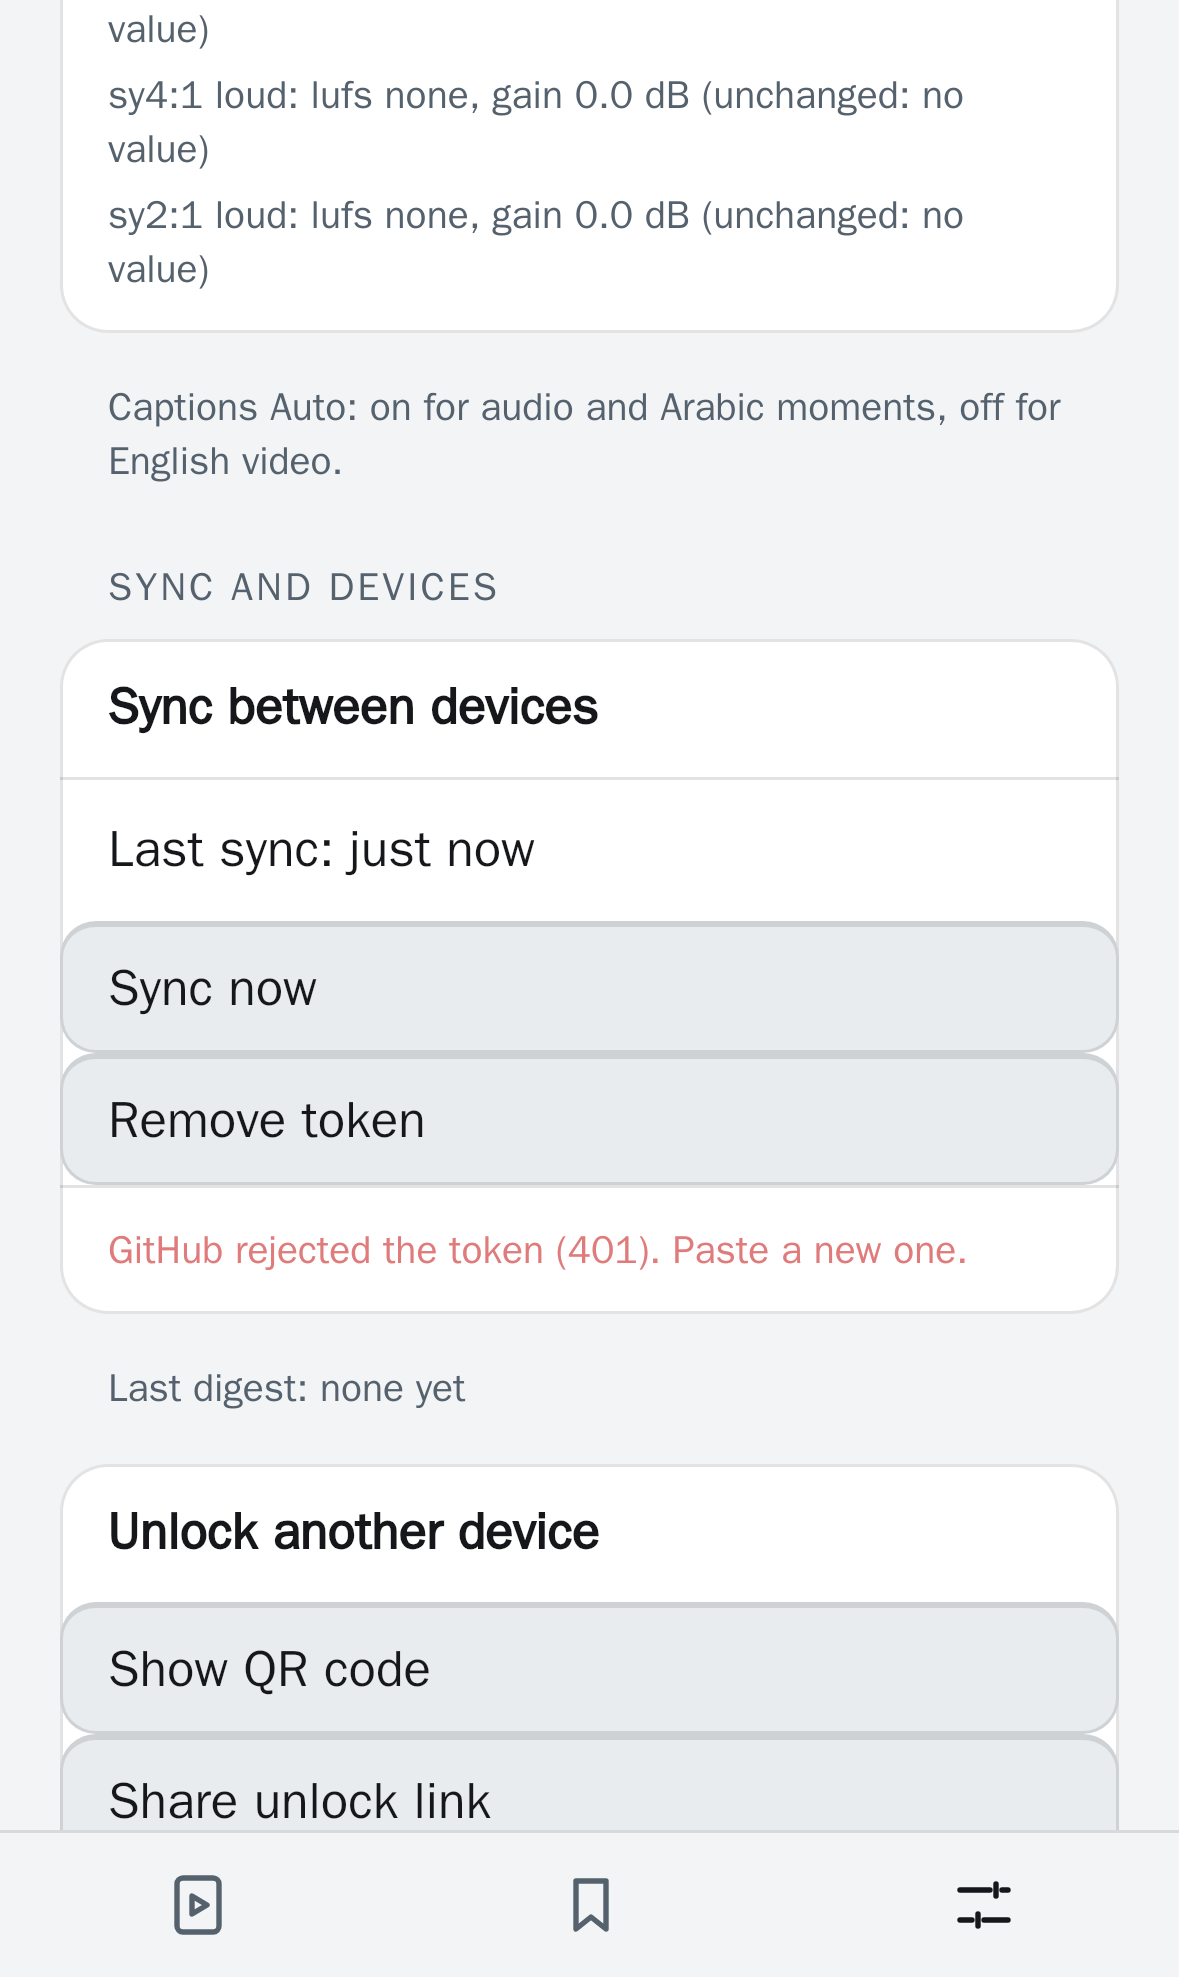 value)
sy4:1 loud: lufs none, gain 0.0 dB (unchanged: no
value)
sy2:1 loud: lufs none, gain 0.0 dB (unchanged: no
value)
Captions Auto: on for audio and Arabic moments, off for
English video.
SYNC AND DEVICES
Sync between devices
Last sync: just now
Sync now
Remove token
GitHub rejected the token (401). Paste a new one.
Last digest: none yet
Unlock another device
Show QR code
Share unlock link